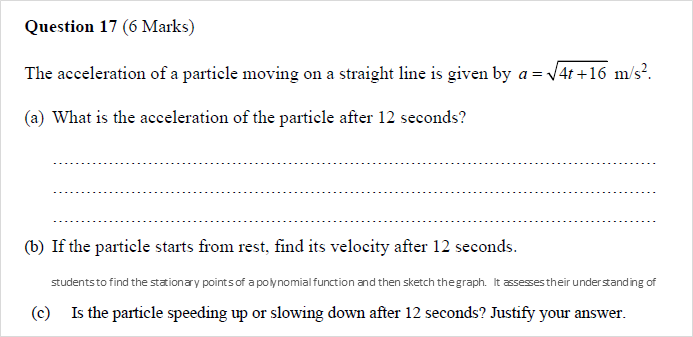 Question 17 (6 Marks)
The acceleration of a particle moving on a straight line is given by a = √4t+16 m/s².
(a) What is the acceleration of the particle after 12 seconds?
(b) If the particle starts from rest, find its velocity after 12 seconds.
students to find the stationary points of a polynomial function and then sketch the graph. It assesses their understanding of
(c) Is the particle speeding up or slowing down after 12 seconds? Justify your answer.